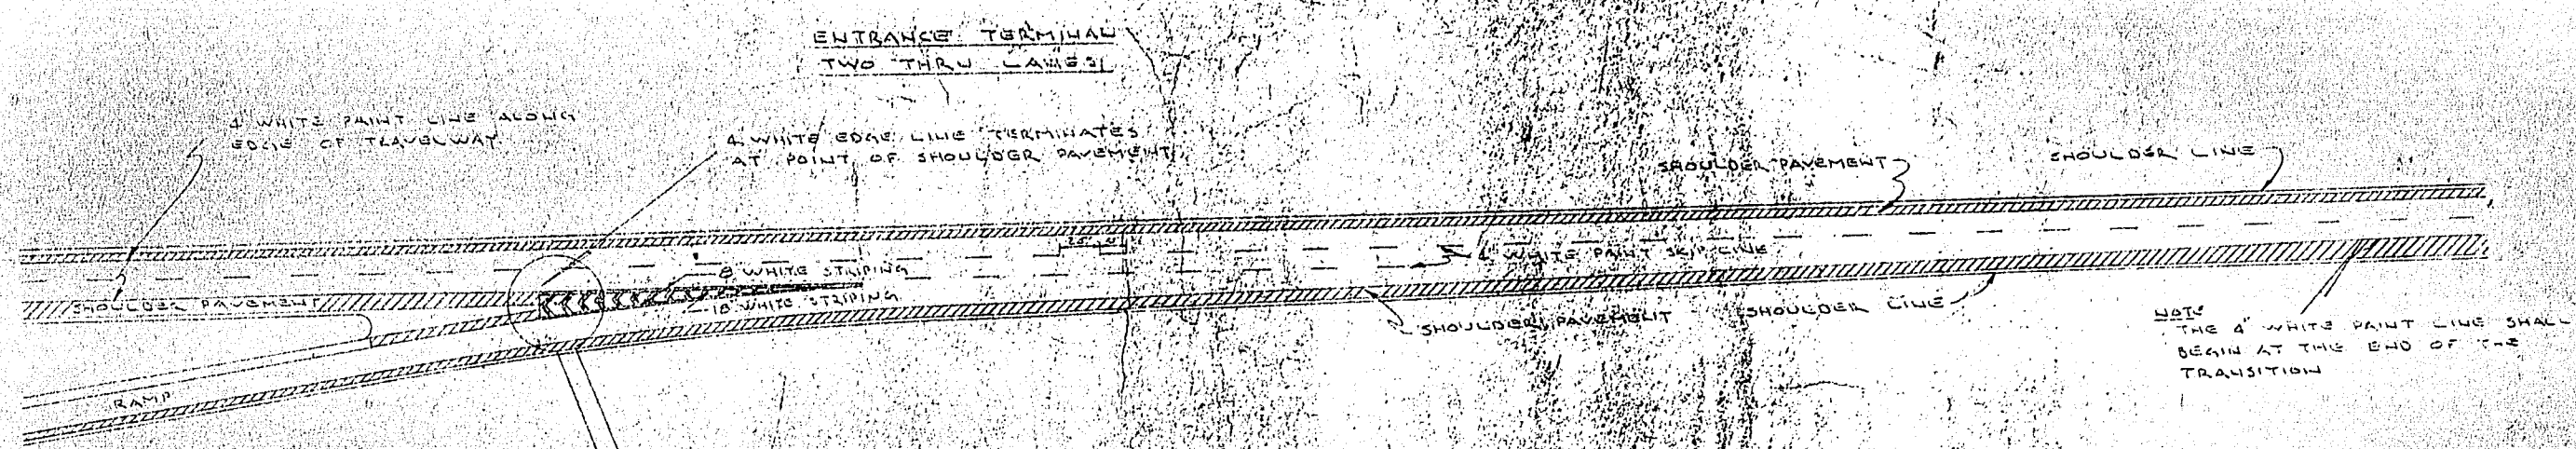 ENTRANCE TERMINAL
TWO THRU LANES
4" WHITE PAINT LINE ALONG
EDGE OF TRAVELWAY
4" WHITE EDGE LINE TERMINATES
AT POINT OF SHOULDER PAVEMENT
SHOULDER PAVEMENT
SHOULDER LINE
8" WHITE STRIPING
SHOULDER PAVEMENT
18" WHITE STRIPING
WHITE PAINT SKIP LINE
SHOULDER PAVEMENT
SHOULDER LINE
RAMP
NOTE
THE 4" WHITE PAINT LINE SHALL
BEGIN AT THE END OF THE
TRANSITION